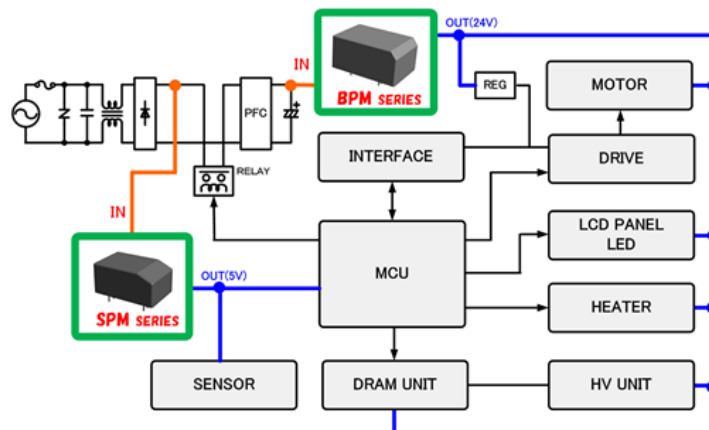 OUT(24V)
IN
BPM SERIES
REG
MOTOR
PFC
INTERFACE
DRIVE
RELAY
IN
LCD PANEL
LED
MCU
OUT(5V)
SPM SERIES
HEATER
SENSOR
DRAM UNIT
HV UNIT